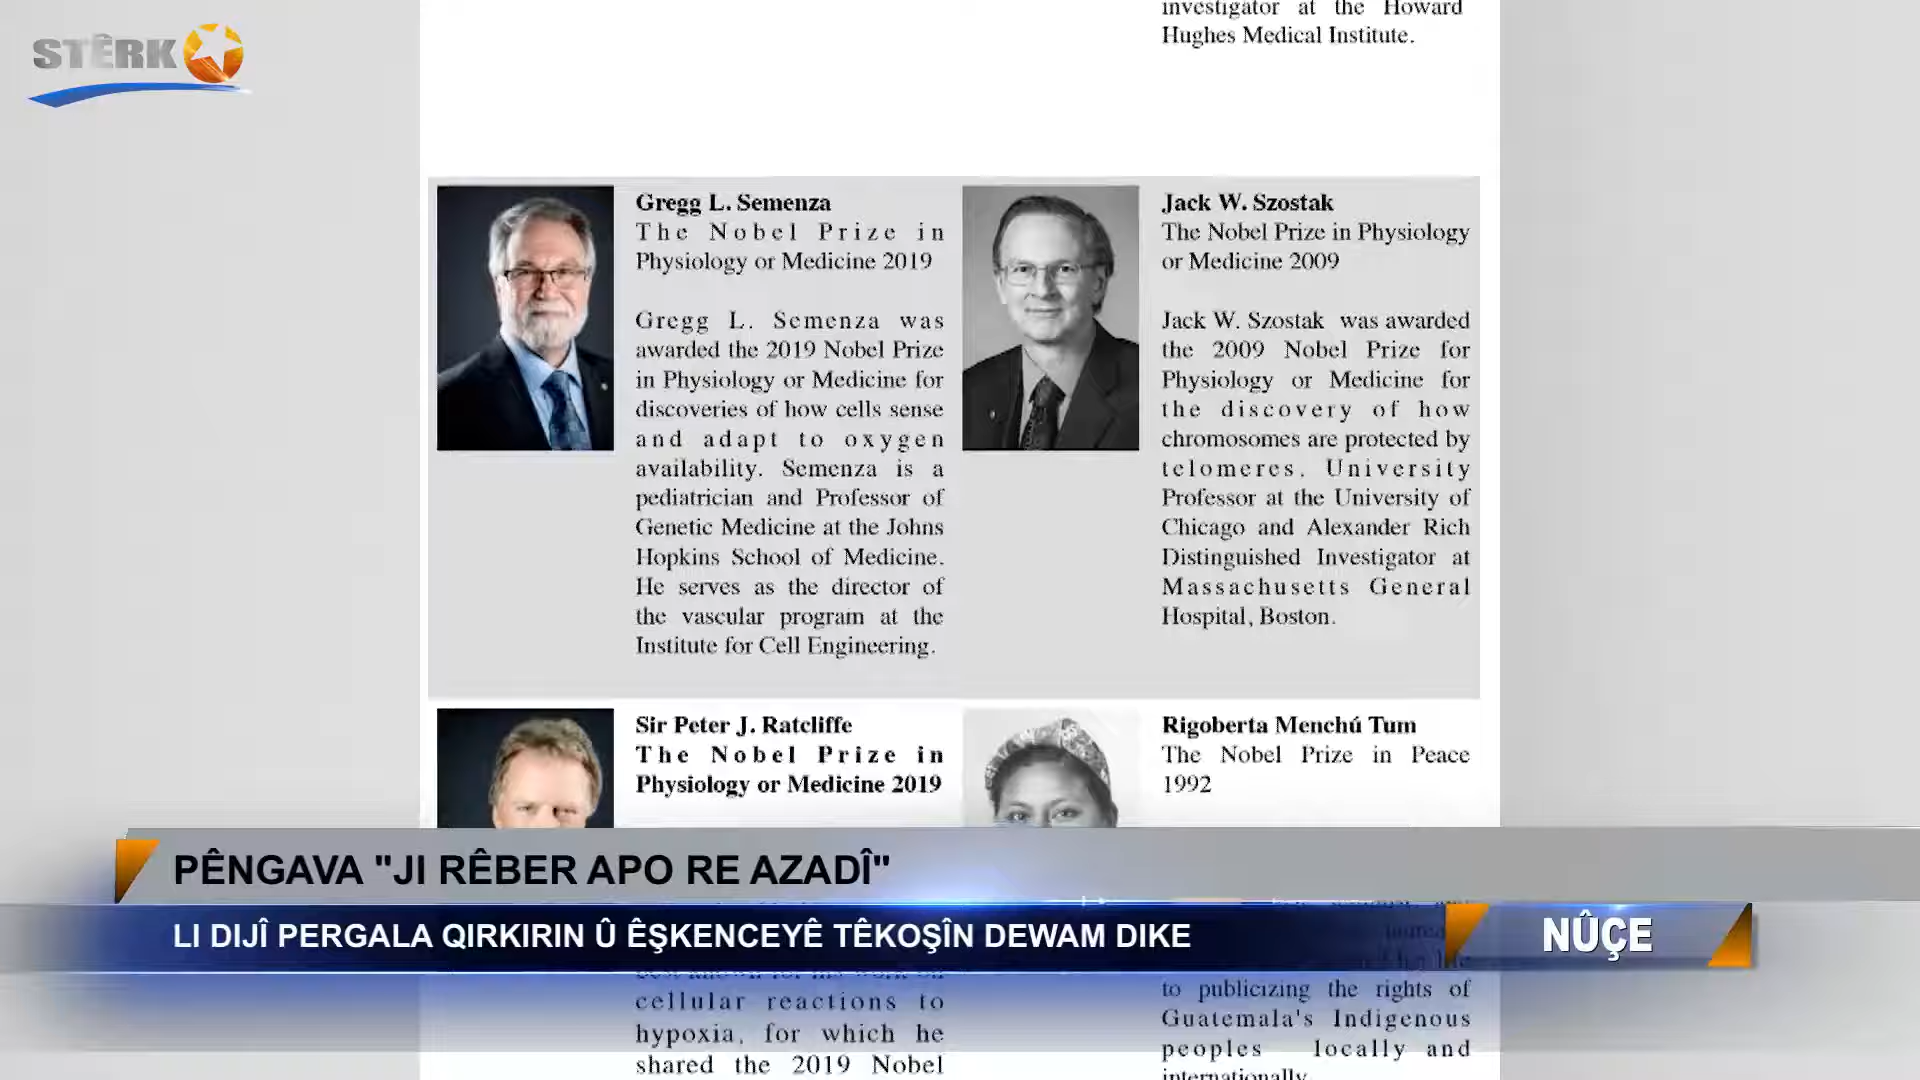 STÊRK
investigator at the Howard
Hughes Medical Institute.
Gregg L. Semenza
The Nobel Prize in
Physiology or Medicine 2019
Gregg L. Semenza was
awarded the 2019 Nobel Prize
in Physiology or Medicine for
discoveries of how cells sense
and adapt to oxygen
availability. Semenza is a
pediatrician and Professor of
Genetic Medicine at the Johns
Hopkins School of Medicine.
He serves as the director of
the vascular program at the
Institute for Cell Engineering.
Jack W. Szostak
The Nobel Prize in Physiology
or Medicine 2009
Jack W. Szostak was awarded
the 2009 Nobel Prize for
Physiology or Medicine for
the discovery of how
chromosomes are protected by
telomeres. University
Professor at the University of
Chicago and Alexander Rich
Distinguished Investigator at
Massachusetts General
Hospital, Boston.
Sir Peter J. Ratcliffe
The Nobel Prize in
Physiology or Medicine 2019
cellular reactions to
hypoxia, for which he
shared the 2019 Nobel
Rigoberta Menchú Tum
The Nobel Prize in Peace
1992
to publicizing the rights of
Guatemala's Indigenous
peoples locally and
internationally.
PÊNGAVA "JI RÊBER APO RE AZADÎ"
LI DIJÎ PERGALA QIRKIRIN Û ÊŞKENCEYÊ TÊKOŞÎN DEWAM DIKE
NÛÇE